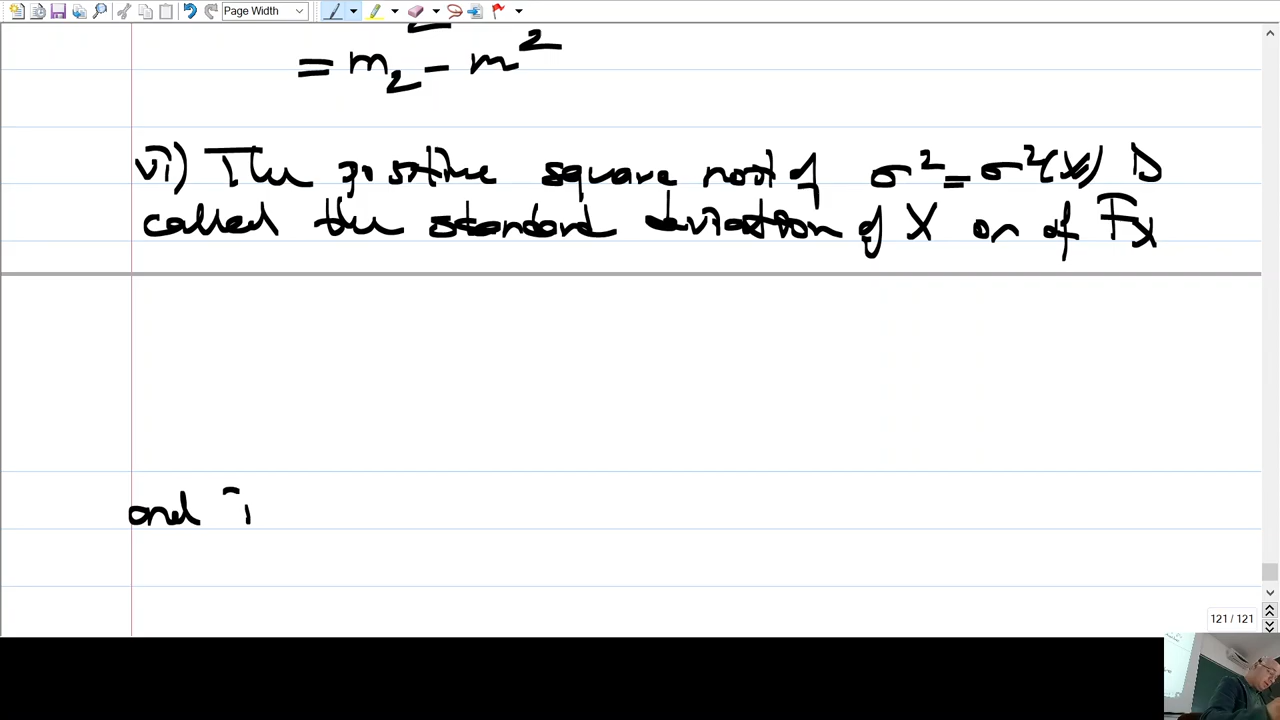 Page Width
= m₂ - m²
vi) The positive square root of σ² = σ²(X) is
called the standard deviation of X or of F_X
and i
121 / 121